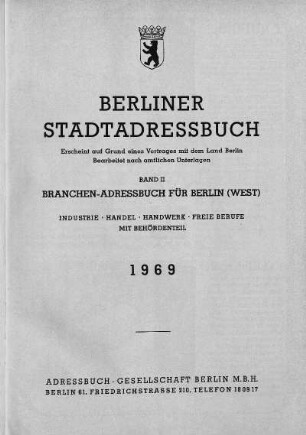 BERLINER
STADTADRESSBUCH
Erscheint auf Grund eines Vertrages mit dem Land Berlin
Bearbeitet nach amtlichen Unterlagen
BAND II
BRANCHEN-ADRESSBUCH FÜR BERLIN (WEST)
INDUSTRIE · HANDEL · HANDWERK · FREIE BERUFE
MIT BEHÖRDENTEIL
1969
ADRESSBUCH - GESELLSCHAFT BERLIN M.B.H.
BERLIN 61, FRIEDRICHSTRASSE 210, TELEFON 18 08 17